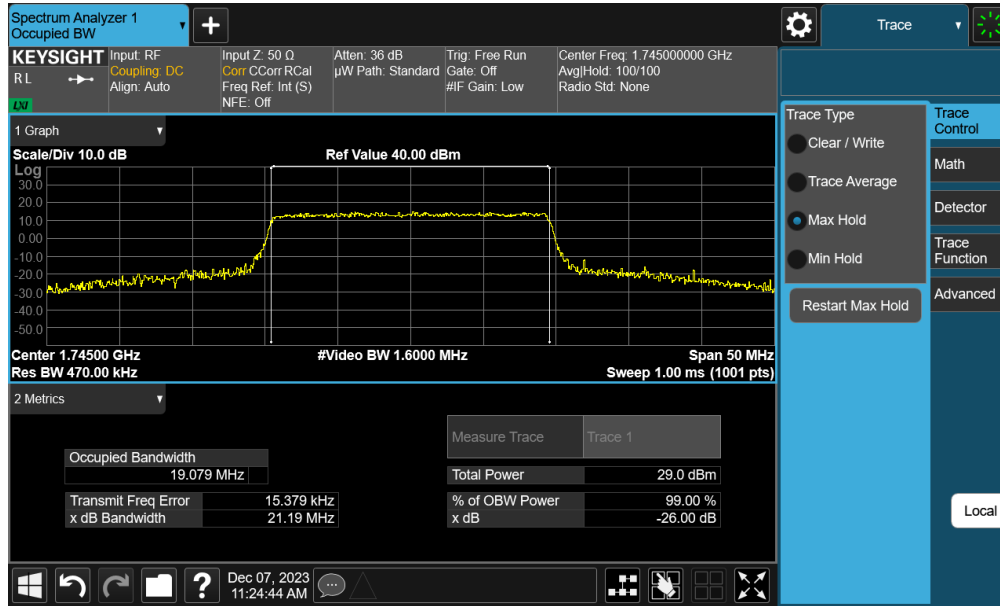 Spectrum Analyzer 1
Occupied BW
+
Trace
KEYSIGHT
R L
LXI
Input: RF
Coupling: DC
Align: Auto
Input Z: 50 Ω
Corr CCorr RCal
Freq Ref: Int (S)
NFE: Off
Atten: 36 dB
µW Path: Standard
Trig: Free Run
Gate: Off
#IF Gain: Low
Center Freq: 1.745000000 GHz
Avg|Hold: 100/100
Radio Std: None
1 Graph
Scale/Div 10.0 dB
Ref Value 40.00 dBm
Log
30.0
20.0
10.0
0.00
-10.0
-20.0
-30.0
-40.0
-50.0
Center 1.74500 GHz
#Video BW 1.6000 MHz
Span 50 MHz
Res BW 470.00 kHz
Sweep 1.00 ms (1001 pts)
2 Metrics
Measure Trace
Trace 1
Occupied Bandwidth
19.079 MHz
Total Power
29.0 dBm
Transmit Freq Error
15.379 kHz
% of OBW Power
99.00 %
x dB Bandwidth
21.19 MHz
x dB
-26.00 dB
Trace Type
Clear / Write
Trace Average
Max Hold
Min Hold
Restart Max Hold
Trace
Control
Math
Detector
Trace
Function
Advanced
Local
?
Dec 07, 2023
11:24:44 AM